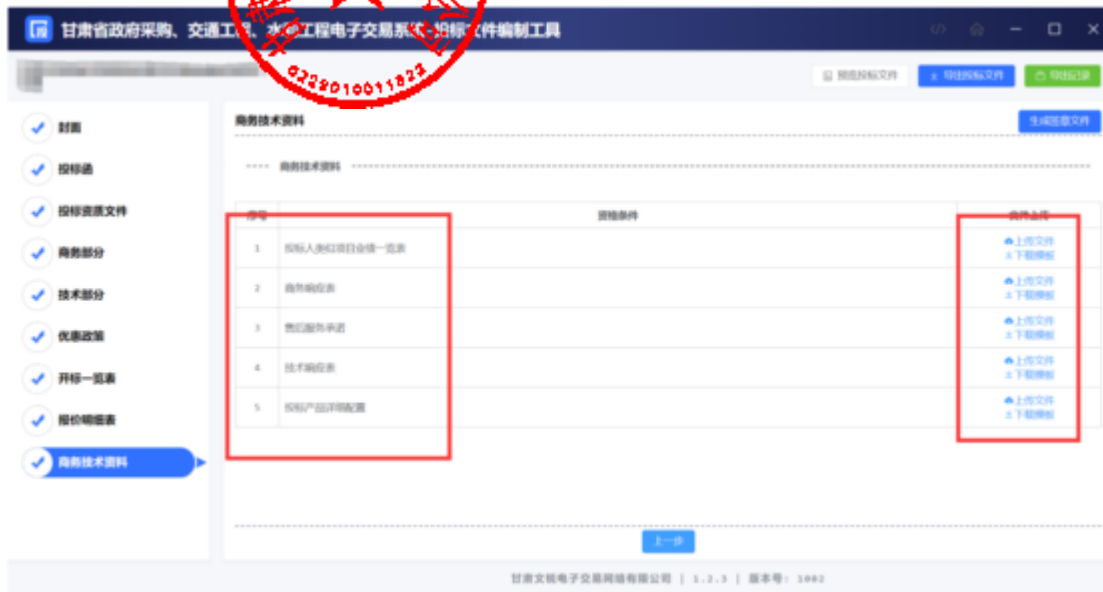 甘肃省政府采购、交通工程、水利工程电子交易系统-投标文件编制工具
预览投标文件
导出投标文件
导出记录
封面
投标函
投标资质文件
商务部分
技术部分
优惠政策
开标一览表
报价明细表
商务技术资料
商务技术资料
生成签章文件
商务技术资料
序号 资格条件 文件上传
1 投标人类似项目业绩一览表 上传文件
下载模板
2 商务响应表 上传文件
下载模板
3 售后服务承诺 上传文件
下载模板
4 技术响应表 上传文件
下载模板
5 投标产品详细配置 上传文件
下载模板
上一步
甘肃文锐电子交易网络有限公司 | 1.2.3 | 版本号: 1002